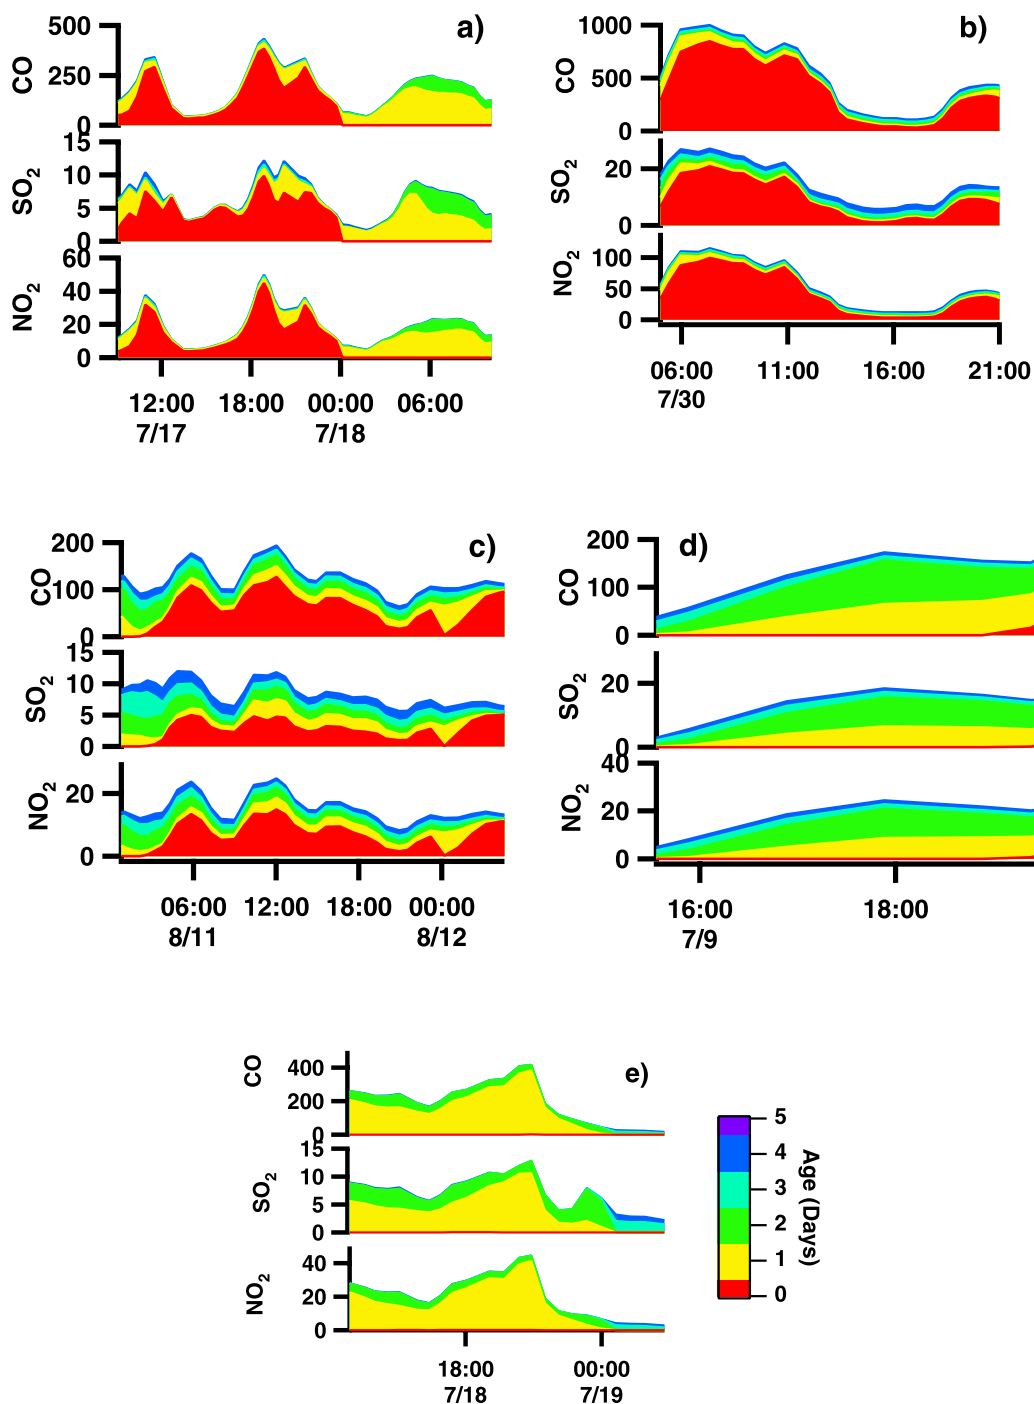 a)
500
250
0
CO
15
10
5
0
SO2
60
40
20
0
NO2
12:00 18:00 00:00 06:00
7/17 7/18
b)
1000
500
0
CO
20
0
SO2
100
50
0
NO2
06:00 11:00 16:00 21:00
7/30
c)
200
100
0
CO
15
10
5
0
SO2
20
0
NO2
06:00 12:00 18:00 00:00
8/11 8/12
d)
200
100
0
CO
20
0
SO2
40
20
0
NO2
16:00 18:00
7/9
e)
400
200
0
CO
15
10
5
0
SO2
40
20
0
NO2
18:00 00:00
7/18 7/19
5
4
3
2
1
0
Age (Days)